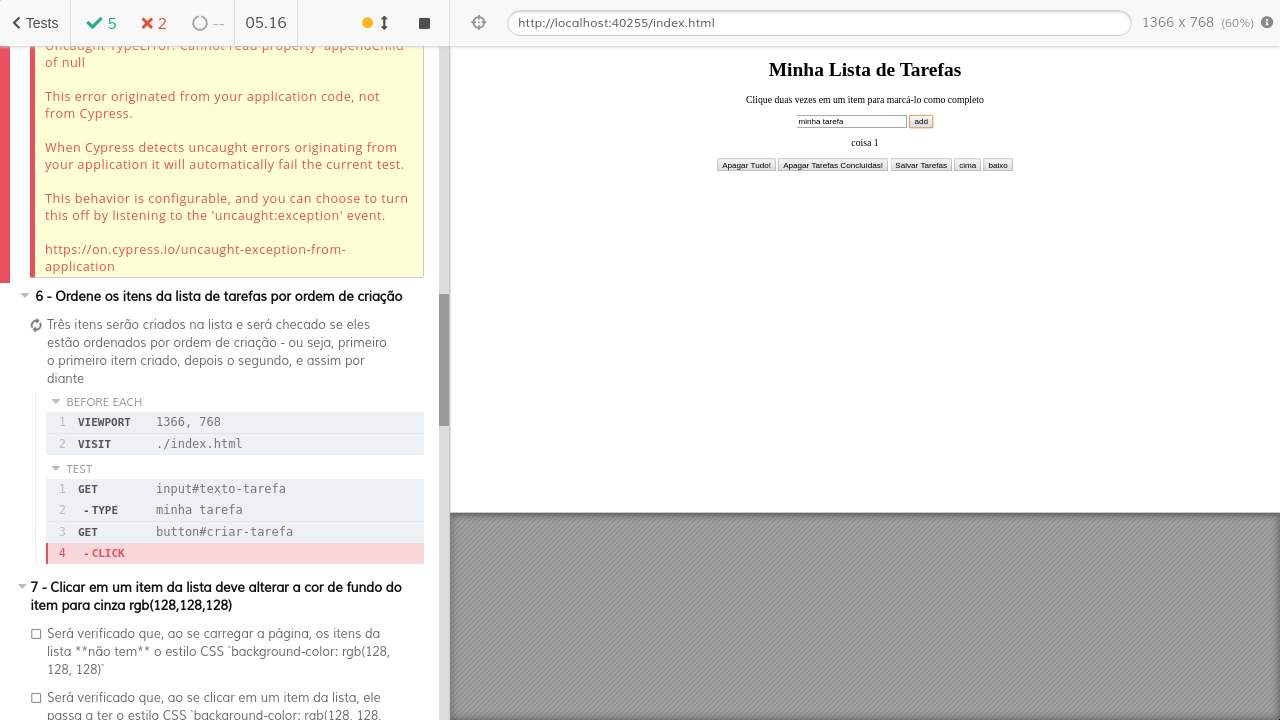 Tests
5
2
--
05.16
http://localhost:40255/index.html
1366 x 768 (60%)
Uncaught TypeError: Cannot read property 'appendChild'
of null
This error originated from your application code, not
from Cypress.
When Cypress detects uncaught errors originating from
your application it will automatically fail the current test.
This behavior is configurable, and you can choose to turn
this off by listening to the 'uncaught:exception' event.
https://on.cypress.io/uncaught-exception-from-
application
6 - Ordene os itens da lista de tarefas por ordem de criação
Três itens serão criados na lista e será checado se eles
estão ordenados por ordem de criação - ou seja, primeiro
o primeiro item criado, depois o segundo, e assim por
diante
BEFORE EACH
1 VIEWPORT 1366, 768
2 VISIT ./index.html
TEST
1 GET input#texto-tarefa
2 -TYPE minha tarefa
3 GET button#criar-tarefa
4 -CLICK
7 - Clicar em um item da lista deve alterar a cor de fundo do
item para cinza rgb(128,128,128)
Será verificado que, ao se carregar a página, os itens da
lista **não tem** o estilo CSS `background-color: rgb(128,
128, 128)`
Será verificado que, ao se clicar em um item da lista, ele
passa a ter o estilo CSS `background-color: rgb(128, 128,
Minha Lista de Tarefas
Clique duas vezes em um item para marcá-lo como completo
minha tarefa add
coisa 1
Apagar Tudo! Apagar Tarefas Concluídas! Salvar Tarefas cima baixo